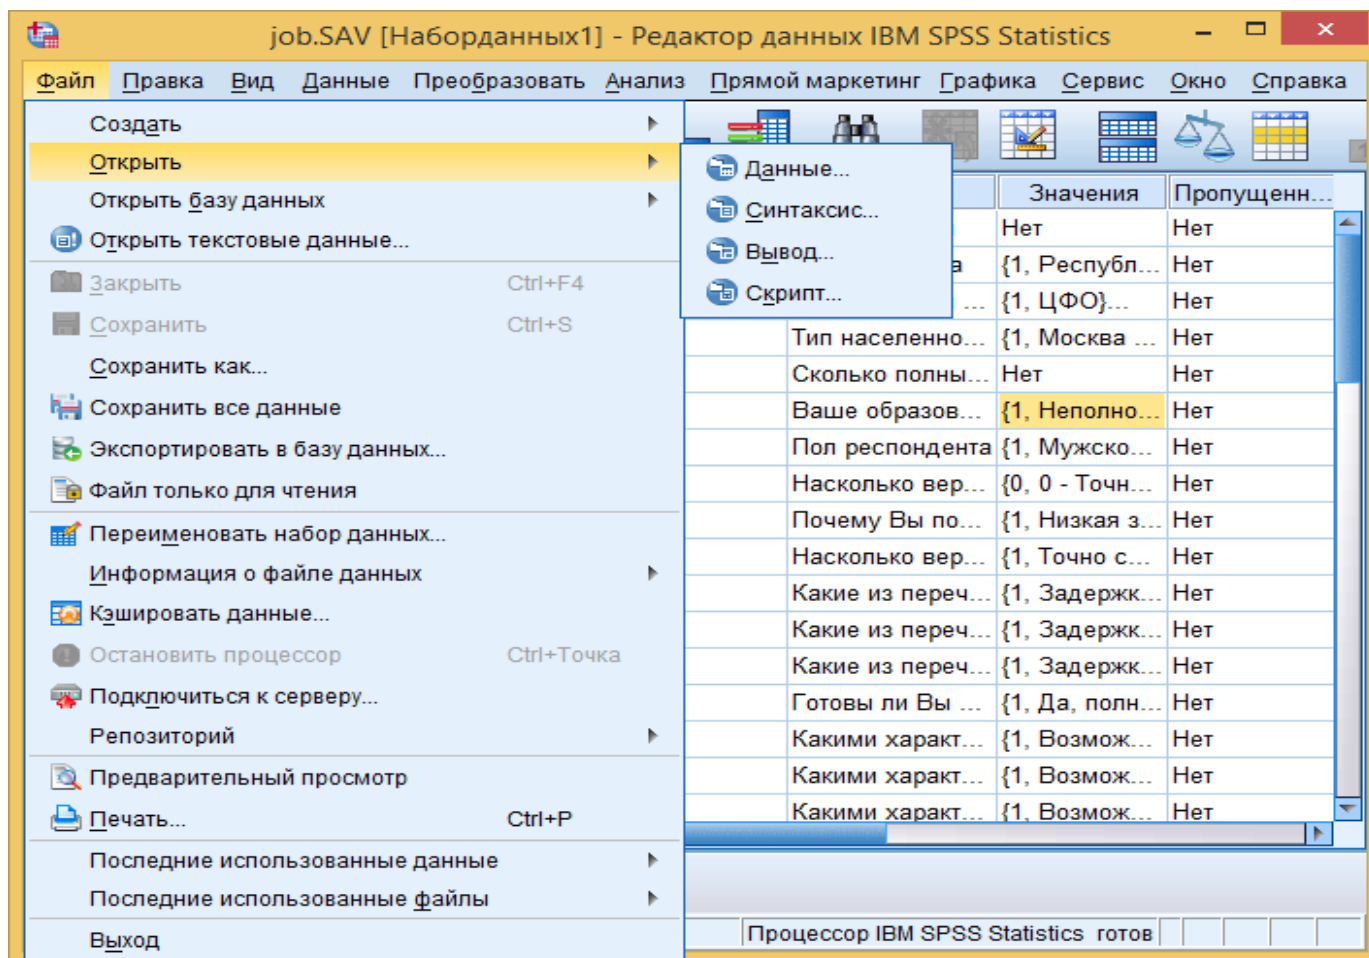 job.SAV [Наборданных1] - Редактор данных IBM SPSS Statistics
Файл Правка Вид Данные Преобразовать Анализ Прямой маркетинг Графика Сервис Окно Справка
Создать
Открыть
Открыть базу данных
Открыть текстовые данные...
Закрыть Ctrl+F4
Сохранить Ctrl+S
Сохранить как...
Сохранить все данные
Экспортировать в базу данных...
Файл только для чтения
Переименовать набор данных...
Информация о файле данных
Кэшировать данные...
Остановить процессор Ctrl+Точка
Подключиться к серверу...
Репозиторий
Предварительный просмотр
Печать... Ctrl+P
Последние использованные данные
Последние использованные файлы
Выход
Данные...
Синтаксис...
Вывод...
Скрипт...
Значения Пропущенн...
Нет Нет
а {1, Республ... Нет
... {1, ЦФО}... Нет
Тип населенно... {1, Москва ... Нет
Сколько полны... Нет Нет
Ваше образов... {1, Неполно... Нет
Пол респондента {1, Мужско... Нет
Насколько вер... {0, 0 - Точн... Нет
Почему Вы по... {1, Низкая з... Нет
Насколько вер... {1, Точно с... Нет
Какие из переч... {1, Задержк... Нет
Какие из переч... {1, Задержк... Нет
Какие из переч... {1, Задержк... Нет
Готовы ли Вы ... {1, Да, полн... Нет
Какими характ... {1, Возмож... Нет
Какими характ... {1, Возмож... Нет
Какими характ... {1, Возмож... Нет
Процессор IBM SPSS Statistics готов